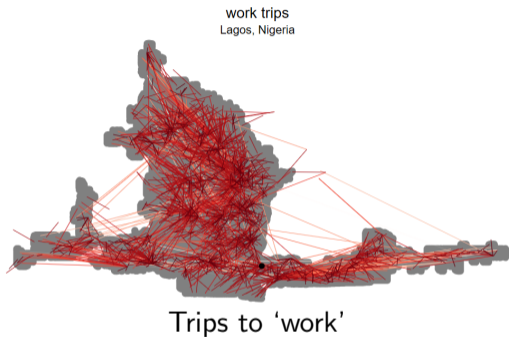 work trips
Lagos, Nigeria
Trips to ‘work’